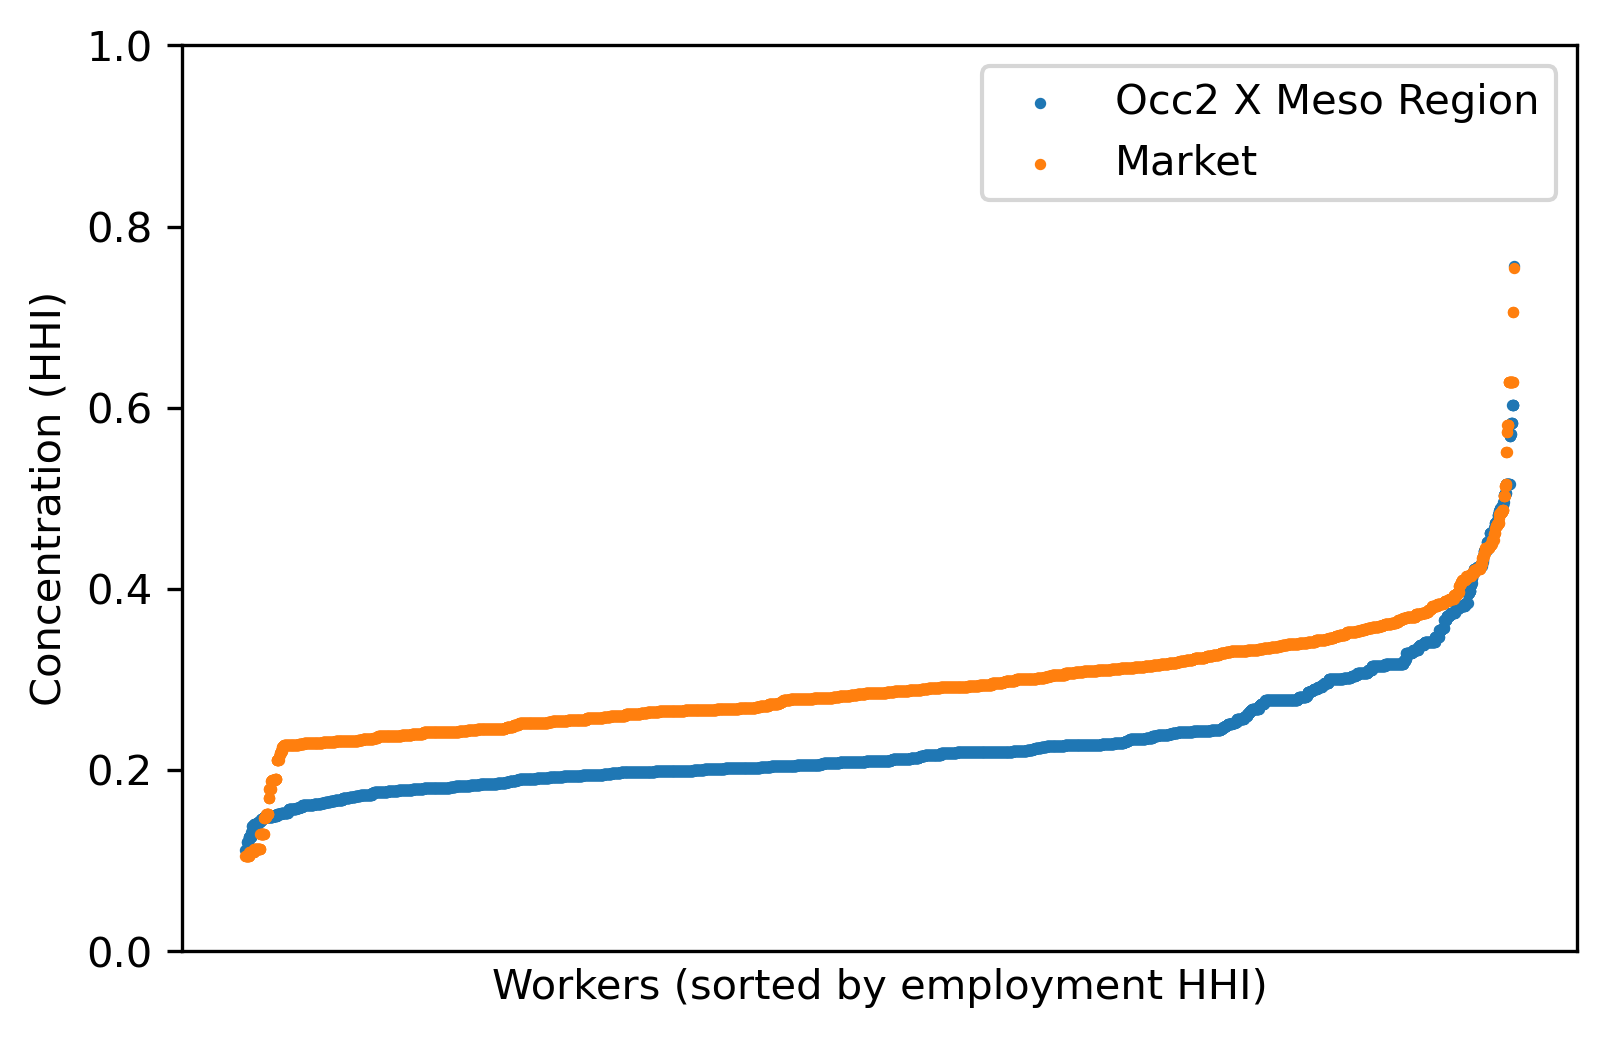 1.0
0.8
0.6
0.4
0.2
0.0
Concentration (HHI)
Occ2 X Meso Region
Market
Workers (sorted by employment HHI)